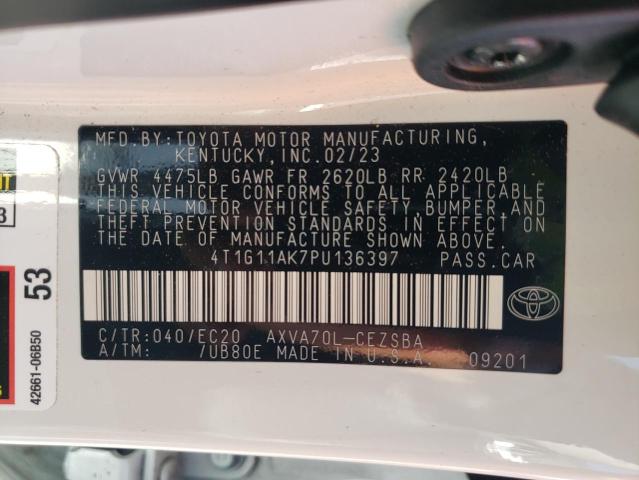 MFD.BY:TOYOTA MOTOR MANUFACTURING,
KENTUCKY,INC.02/23
GVWR 4475LB GAWR FR 2620LB RR 2420LB
THIS VEHICLE CONFORMS TO ALL APPLICABLE
FEDERAL MOTOR VEHICLE SAFETY,BUMPER,AND
THEFT PREVENTION STANDARDS IN EFFECT ON
THE DATE OF MANUFACTURE SHOWN ABOVE.
4T1G11AK7PU136397 PASS.CAR
C/TR:040/EC20 AXVA70L-CEZSBA
A/TM: /UB80E MADE IN U.S.A. 09201
53
42661-06B50